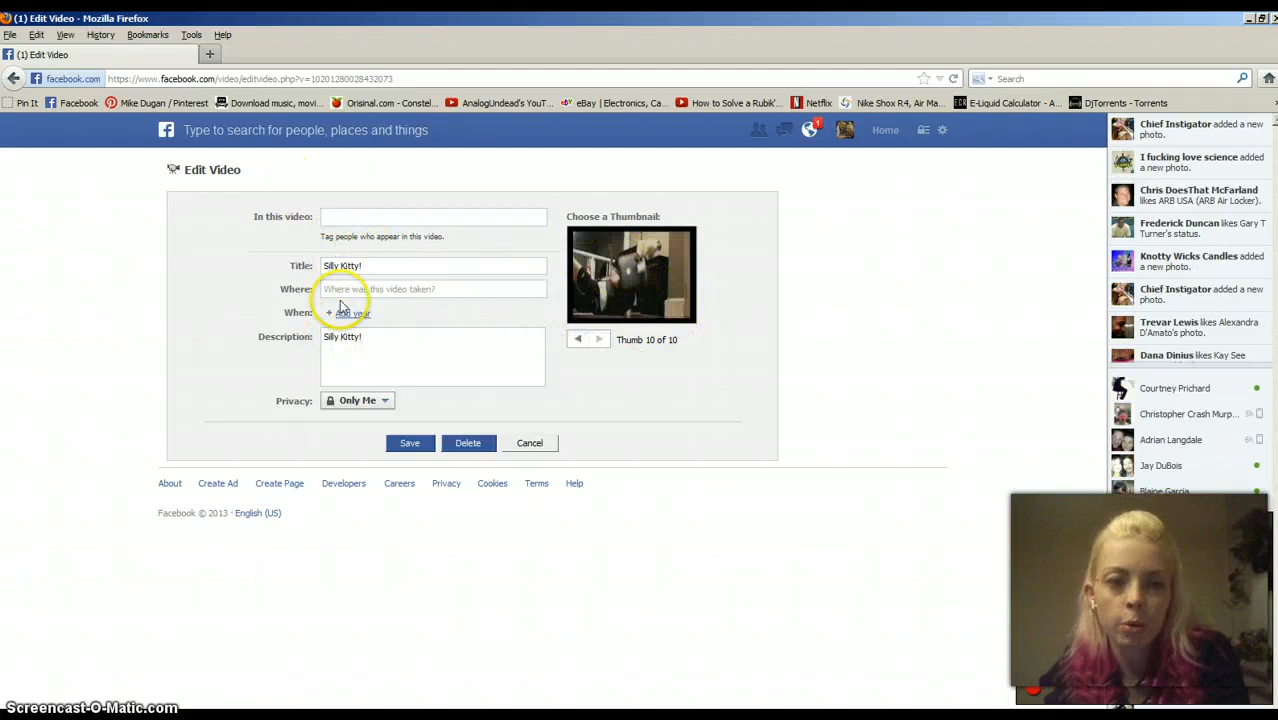 (1) Edit Video - Mozilla Firefox
File Edit View History Bookmarks Tools Help
(1) Edit Video
facebook.com https://www.facebook.com/video/editvideo.php?v=10201280028432073 Search
Pin It Facebook Mike Dugan / Pinterest Download music, movi... Orisinal.com - Constel... AnalogUndead's YouT... eBay | Electronics, Ca... How to Solve a Rubik'... Netflix Nike Shox R4, Air Ma... E-Liquid Calculator - A... DjTorrents - Torrents
Type to search for people, places and things 1 Home
Edit Video
In this video:
Tag people who appear in this video.
Title: Silly Kitty!
Where: Where was this video taken?
When: + Add year
Description: Silly Kitty!
Privacy: Only Me
Choose a Thumbnail:
Thumb 10 of 10
Save Delete Cancel
About Create Ad Create Page Developers Careers Privacy Cookies Terms Help
Facebook © 2013 · English (US)
Chief Instigator added a new
photo.
I fucking love science added
a new photo.
Chris DoesThat McFarland
likes ARB USA (ARB Air Locker).
Frederick Duncan likes Gary T
Turner's status.
Knotty Wicks Candles added
a new photo.
Chief Instigator added a new
photo.
Trevar Lewis likes Alexandra
D'Amato's photo.
Dana Dinius likes Kay See
Courtney Prichard
Christopher Crash Murp... 5h
Adrian Langdale 6h
Jay DuBois
Blaine Garcia
Screencast-O-Matic.com